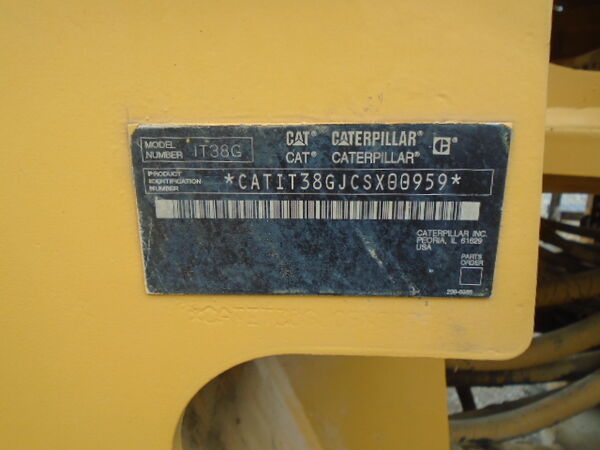 MODEL NUMBER IT38G
CAT® CATERPILLAR® C
CAT® CATERPILLAR®
PRODUCT IDENTIFICATION NUMBER *CATIT38GJCSX00959*
CATERPILLAR INC.
PEORIA, IL 61629
USA
PARTS ORDER